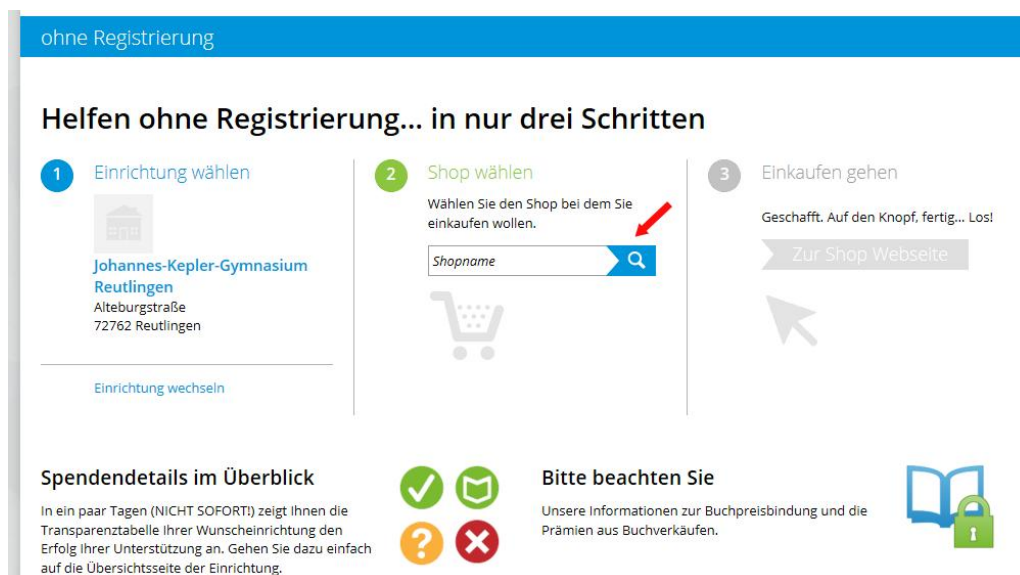 ohne Registrierung
Helfen ohne Registrierung... in nur drei Schritten
1
Einrichtung wählen
Johannes-Kepler-Gymnasium
Reutlingen
Alteburgstraße
72762 Reutlingen
Einrichtung wechseln
2
Shop wählen
Wählen Sie den Shop bei dem Sie
einkaufen wollen.
Shopname
3
Einkaufen gehen
Geschafft. Auf den Knopf, fertig... Los!
Zur Shop Webseite
Spendendetails im Überblick
In ein paar Tagen (NICHT SOFORT!) zeigt Ihnen die
Transparenztabelle Ihrer Wunscheinrichtung den
Erfolg Ihrer Unterstützung an. Gehen Sie dazu einfach
auf die Übersichtsseite der Einrichtung.
?
Bitte beachten Sie
Unsere Informationen zur Buchpreisbindung und die
Prämien aus Buchverkäufen.